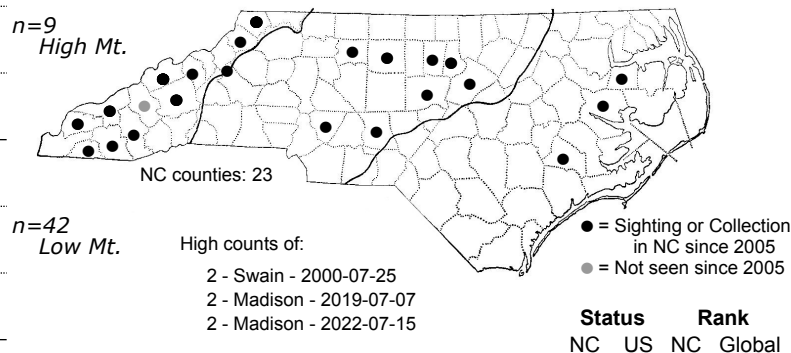 n=9
High Mt.
NC counties: 23
n=42
Low Mt.
High counts of:
2 - Swain - 2000-07-25
2 - Madison - 2019-07-07
2 - Madison - 2022-07-15
= Sighting or Collection
in NC since 2005
= Not seen since 2005
Status Rank
NC US NC Global